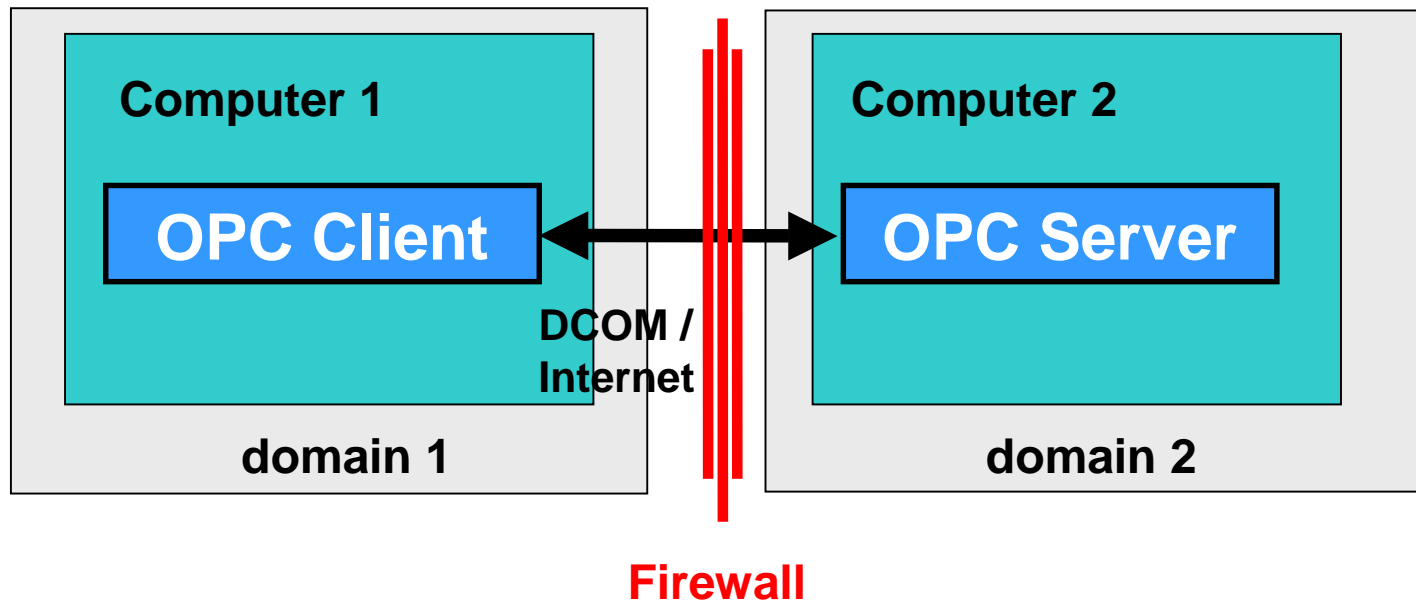 Computer 1
OPC Client
domain 1
DCOM /
Internet
Computer 2
OPC Server
domain 2
Firewall